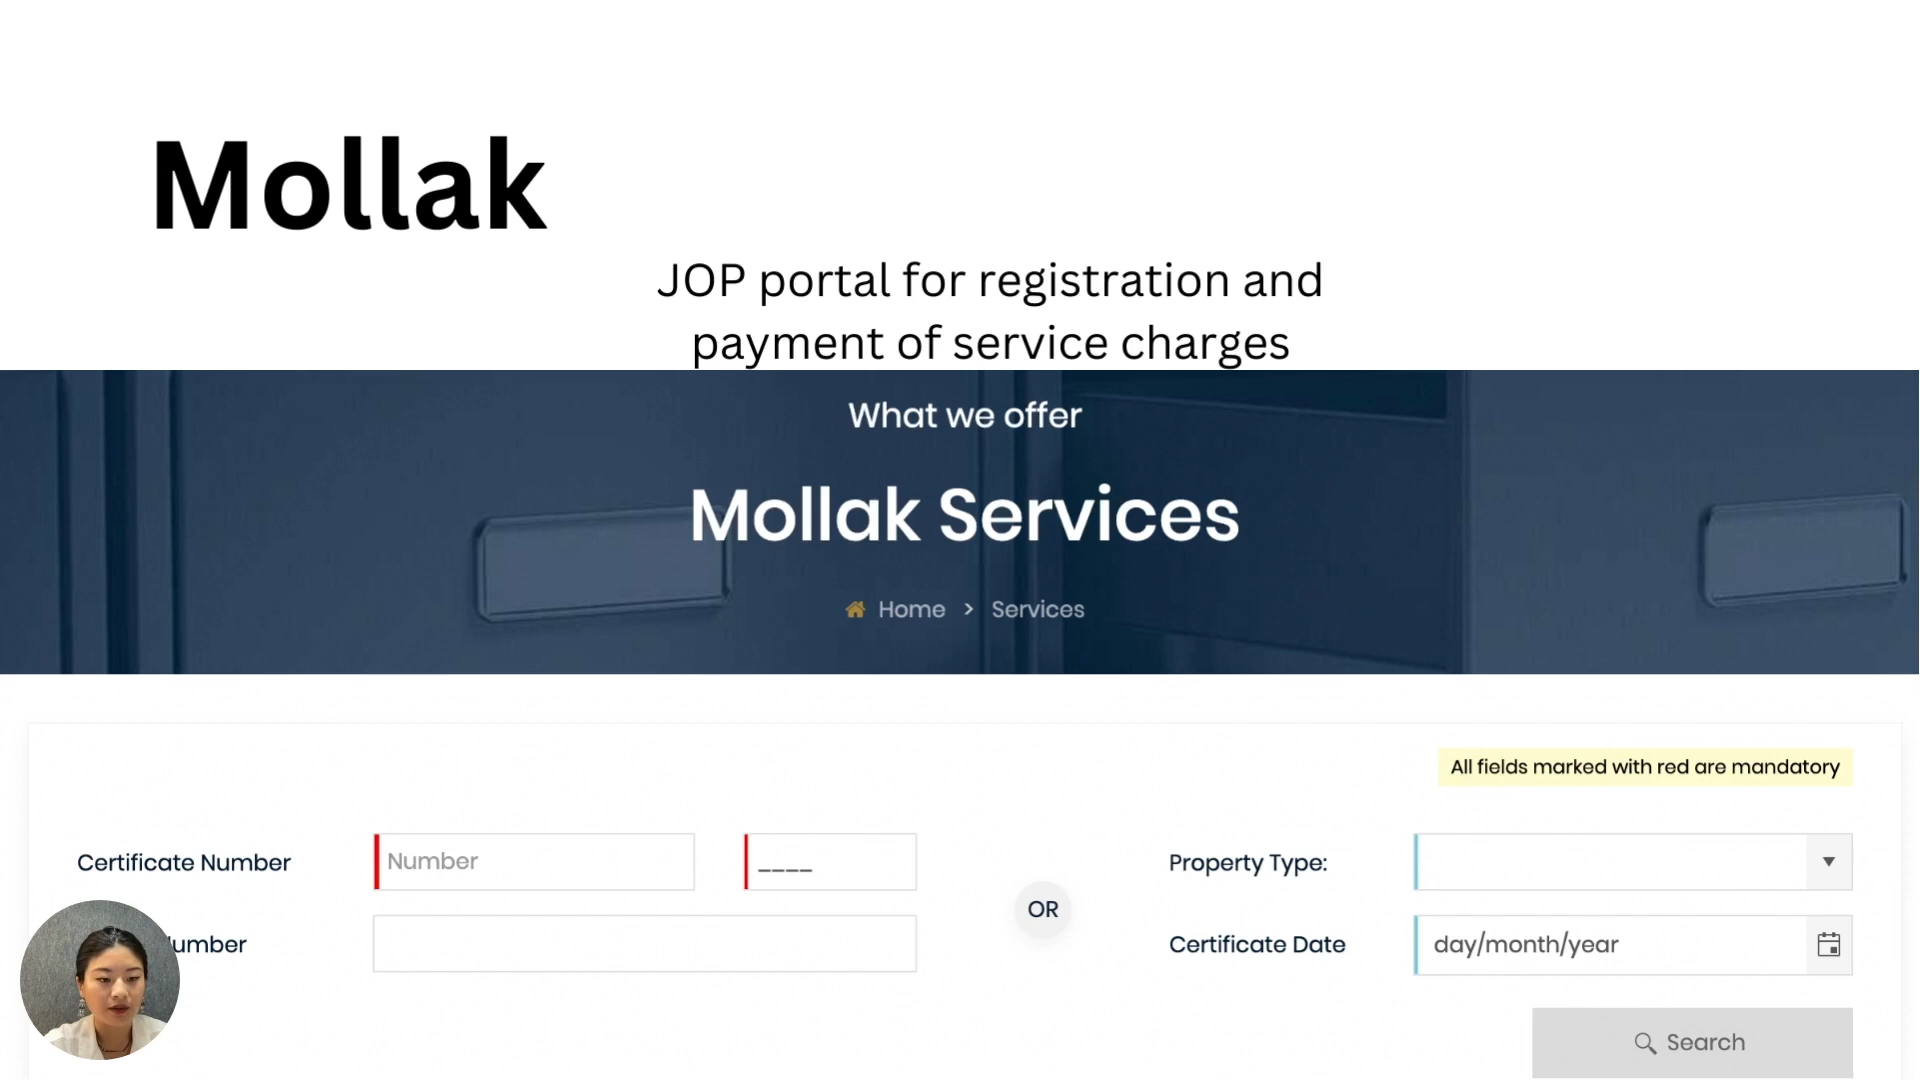 Mollak
JOP portal for registration and
payment of service charges
What we offer
Mollak Services
Home > Services
All fields marked with red are mandatory
Certificate Number
Number
____
Property Type:
OR
umber
Certificate Date
day/month/year
Search